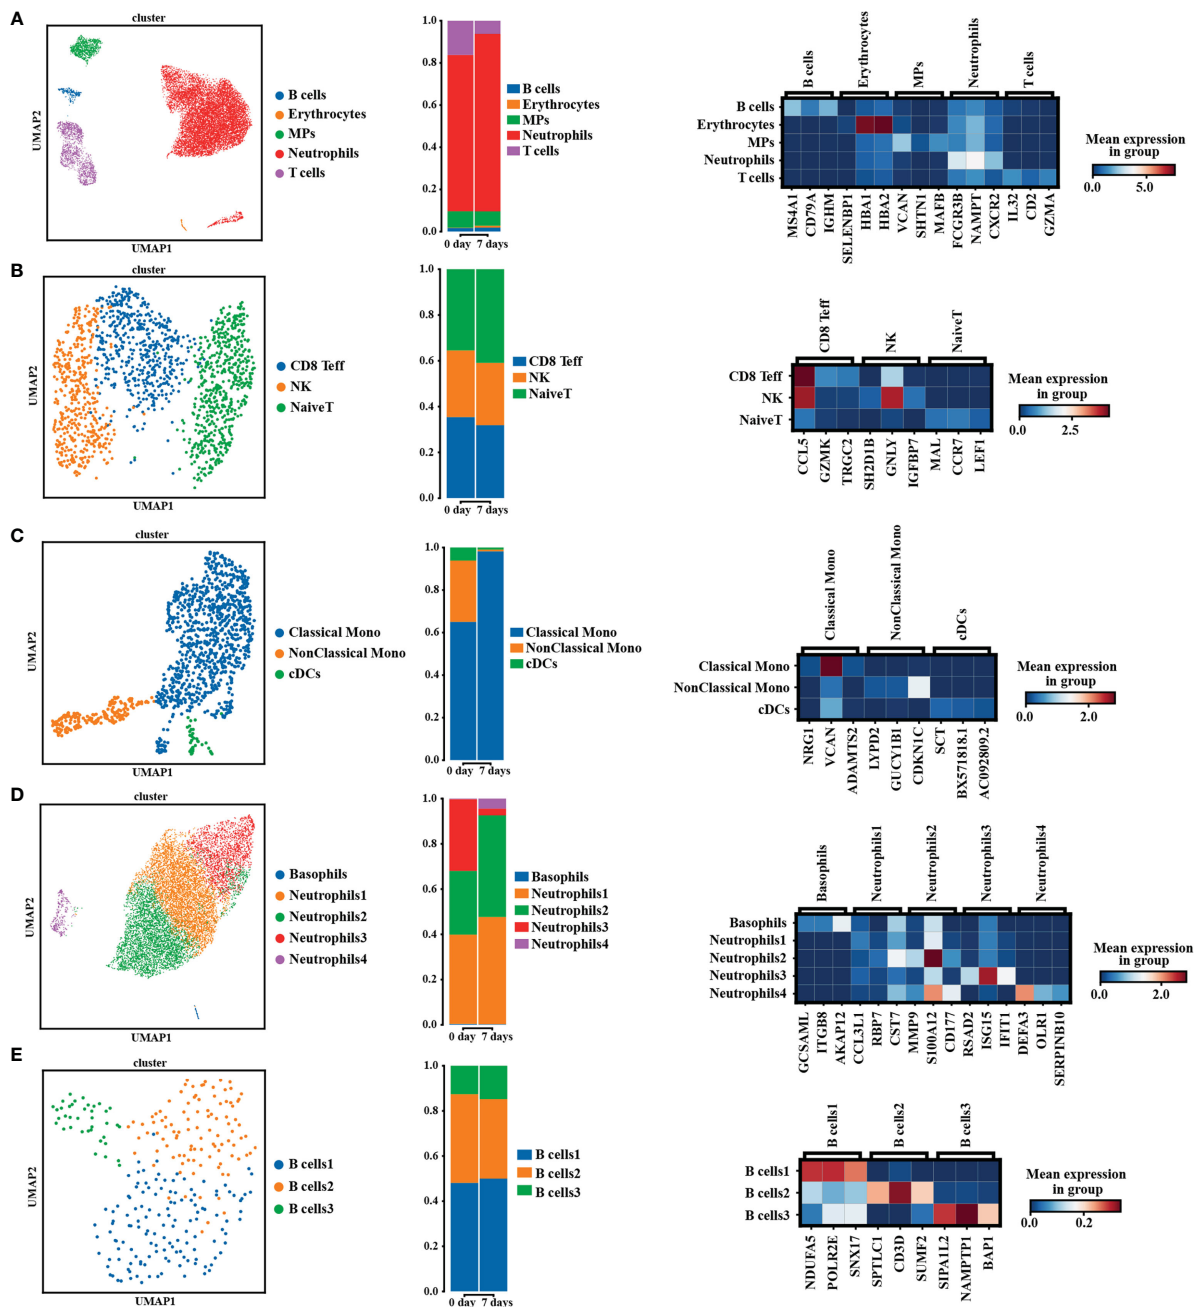 A
cluster
UMAP2
UMAP1
B cells
Erythrocytes
MPs
Neutrophils
T cells
1.0
0.8
0.6
0.4
0.2
0.0
0 day 7 days
B cells
Erythrocytes
MPs
Neutrophils
T cells
B cells
Erythrocytes
MPs
Neutrophils
T cells
B cells
Erythrocytes
MPs
Neutrophils
T cells
MS4A1
CD79A
IGHM
SELENBP1
HBA1
HBA2
VCAN
SHTN1
MAFB
FCGR3B
NAMPT
CXCR2
IL32
CD2
GZMA
Mean expression
in group
0.0 5.0
B
cluster
UMAP2
UMAP1
CD8 Teff
NK
NaiveT
1.0
0.8
0.6
0.4
0.2
0.0
0 day 7 days
CD8 Teff
NK
NaiveT
CD8 Teff
NK
NaiveT
CD8 Teff
NK
NaiveT
CCL5
GZMK
TRGC2
SH2D1B
GNLY
IGFBP7
MAL
CCR7
LEF1
Mean expression
in group
0.0 2.5
C
cluster
UMAP2
UMAP1
Classical Mono
NonClassical Mono
cDCs
1.0
0.8
0.6
0.4
0.2
0.0
0 day 7 days
Classical Mono
NonClassical Mono
cDCs
Classical Mono
NonClassical Mono
cDCs
Classical Mono
NonClassical Mono
cDCs
NRG1
VCAN
ADAMTS2
LYPD2
GUCY1B1
CDKN1C
SCT
BX571818.1
AC092809.2
Mean expression
in group
0.0 2.0
D
cluster
UMAP2
UMAP1
Basophils
Neutrophils1
Neutrophils2
Neutrophils3
Neutrophils4
1.0
0.8
0.6
0.4
0.2
0.0
0 day 7 days
Basophils
Neutrophils1
Neutrophils2
Neutrophils3
Neutrophils4
Basophils
Neutrophils1
Neutrophils2
Neutrophils3
Neutrophils4
Basophils
Neutrophils1
Neutrophils2
Neutrophils3
Neutrophils4
GCSAML
ITGB8
AKAP12
CCL3L1
RBP7
CST7
MMP9
S100A12
CD177
RSAD2
ISG15
IFIT1
DEFA3
OLR1
SERPINB10
Mean expression
in group
0.0 2.0
E
cluster
UMAP2
UMAP1
B cells1
B cells2
B cells3
1.0
0.8
0.6
0.4
0.2
0.0
0 day 7 days
B cells1
B cells2
B cells3
B cells1
B cells2
B cells3
B cells1
B cells2
B cells3
NDUFA5
POLR2E
SNX17
SPTLC1
CD3D
SUMF2
SIPA1L2
NAMPTP1
BAP1
Mean expression
in group
0.0 0.2